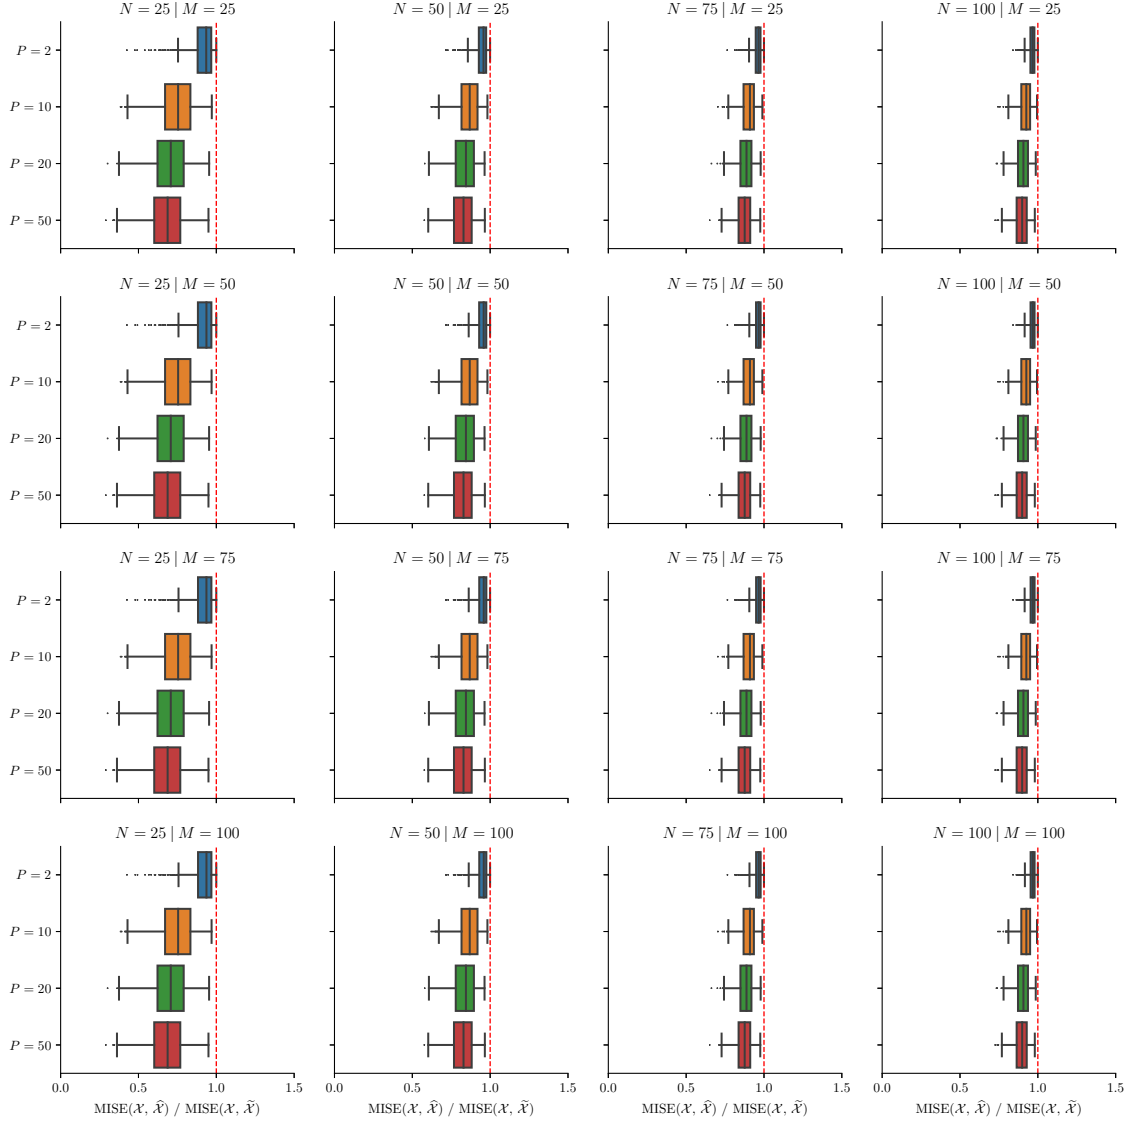 N = 25 | M = 25
N = 50 | M = 25
N = 75 | M = 25
N = 100 | M = 25
P = 2
P = 10
P = 20
P = 50
N = 25 | M = 50
N = 50 | M = 50
N = 75 | M = 50
N = 100 | M = 50
P = 2
P = 10
P = 20
P = 50
N = 25 | M = 75
N = 50 | M = 75
N = 75 | M = 75
N = 100 | M = 75
P = 2
P = 10
P = 20
P = 50
N = 25 | M = 100
N = 50 | M = 100
N = 75 | M = 100
N = 100 | M = 100
P = 2
P = 10
P = 20
P = 50
0.0 0.5 1.0 1.5
0.0 0.5 1.0 1.5
0.0 0.5 1.0 1.5
0.0 0.5 1.0 1.5
MISE(𝒳, 𝒳̂) / MISE(𝒳, 𝒳̃)
MISE(𝒳, 𝒳̂) / MISE(𝒳, 𝒳̃)
MISE(𝒳, 𝒳̂) / MISE(𝒳, 𝒳̃)
MISE(𝒳, 𝒳̂) / MISE(𝒳, 𝒳̃)